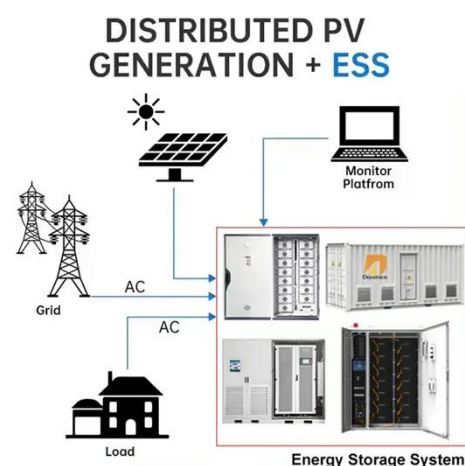 DISTRIBUTED PV
GENERATION + ESS
Monitor
Platfrom
Grid
AC
AC
Load
Energy Storage System